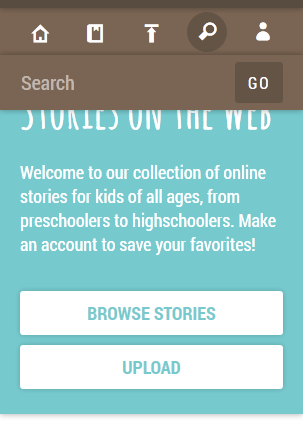 Search
GO
STORIES ON THE WEB
Welcome to our collection of online
stories for kids of all ages, from
preschoolers to highschoolers. Make
an account to save your favorites!
BROWSE STORIES
UPLOAD